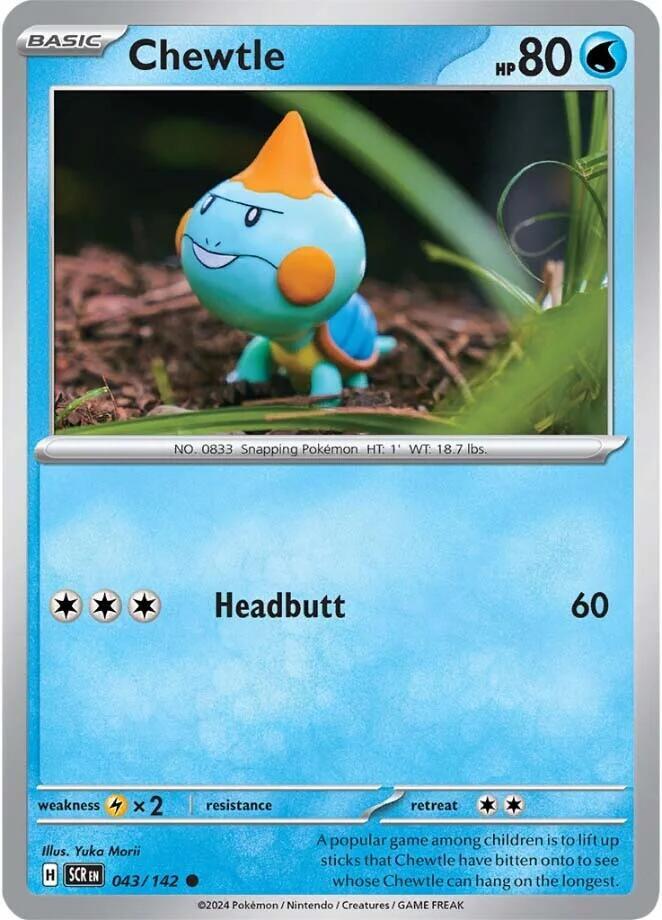 BASIC
Chewtle
HP 80
NO. 0833 Snapping Pokémon HT: 1' WT: 18.7 lbs.
Headbutt 60
weakness ×2 resistance retreat
Illus. Yuka Morii
A popular game among children is to lift up
sticks that Chewtle have bitten onto to see
whose Chewtle can hang on the longest.
H SCR EN 043/142
©2024 Pokémon / Nintendo / Creatures / GAME FREAK